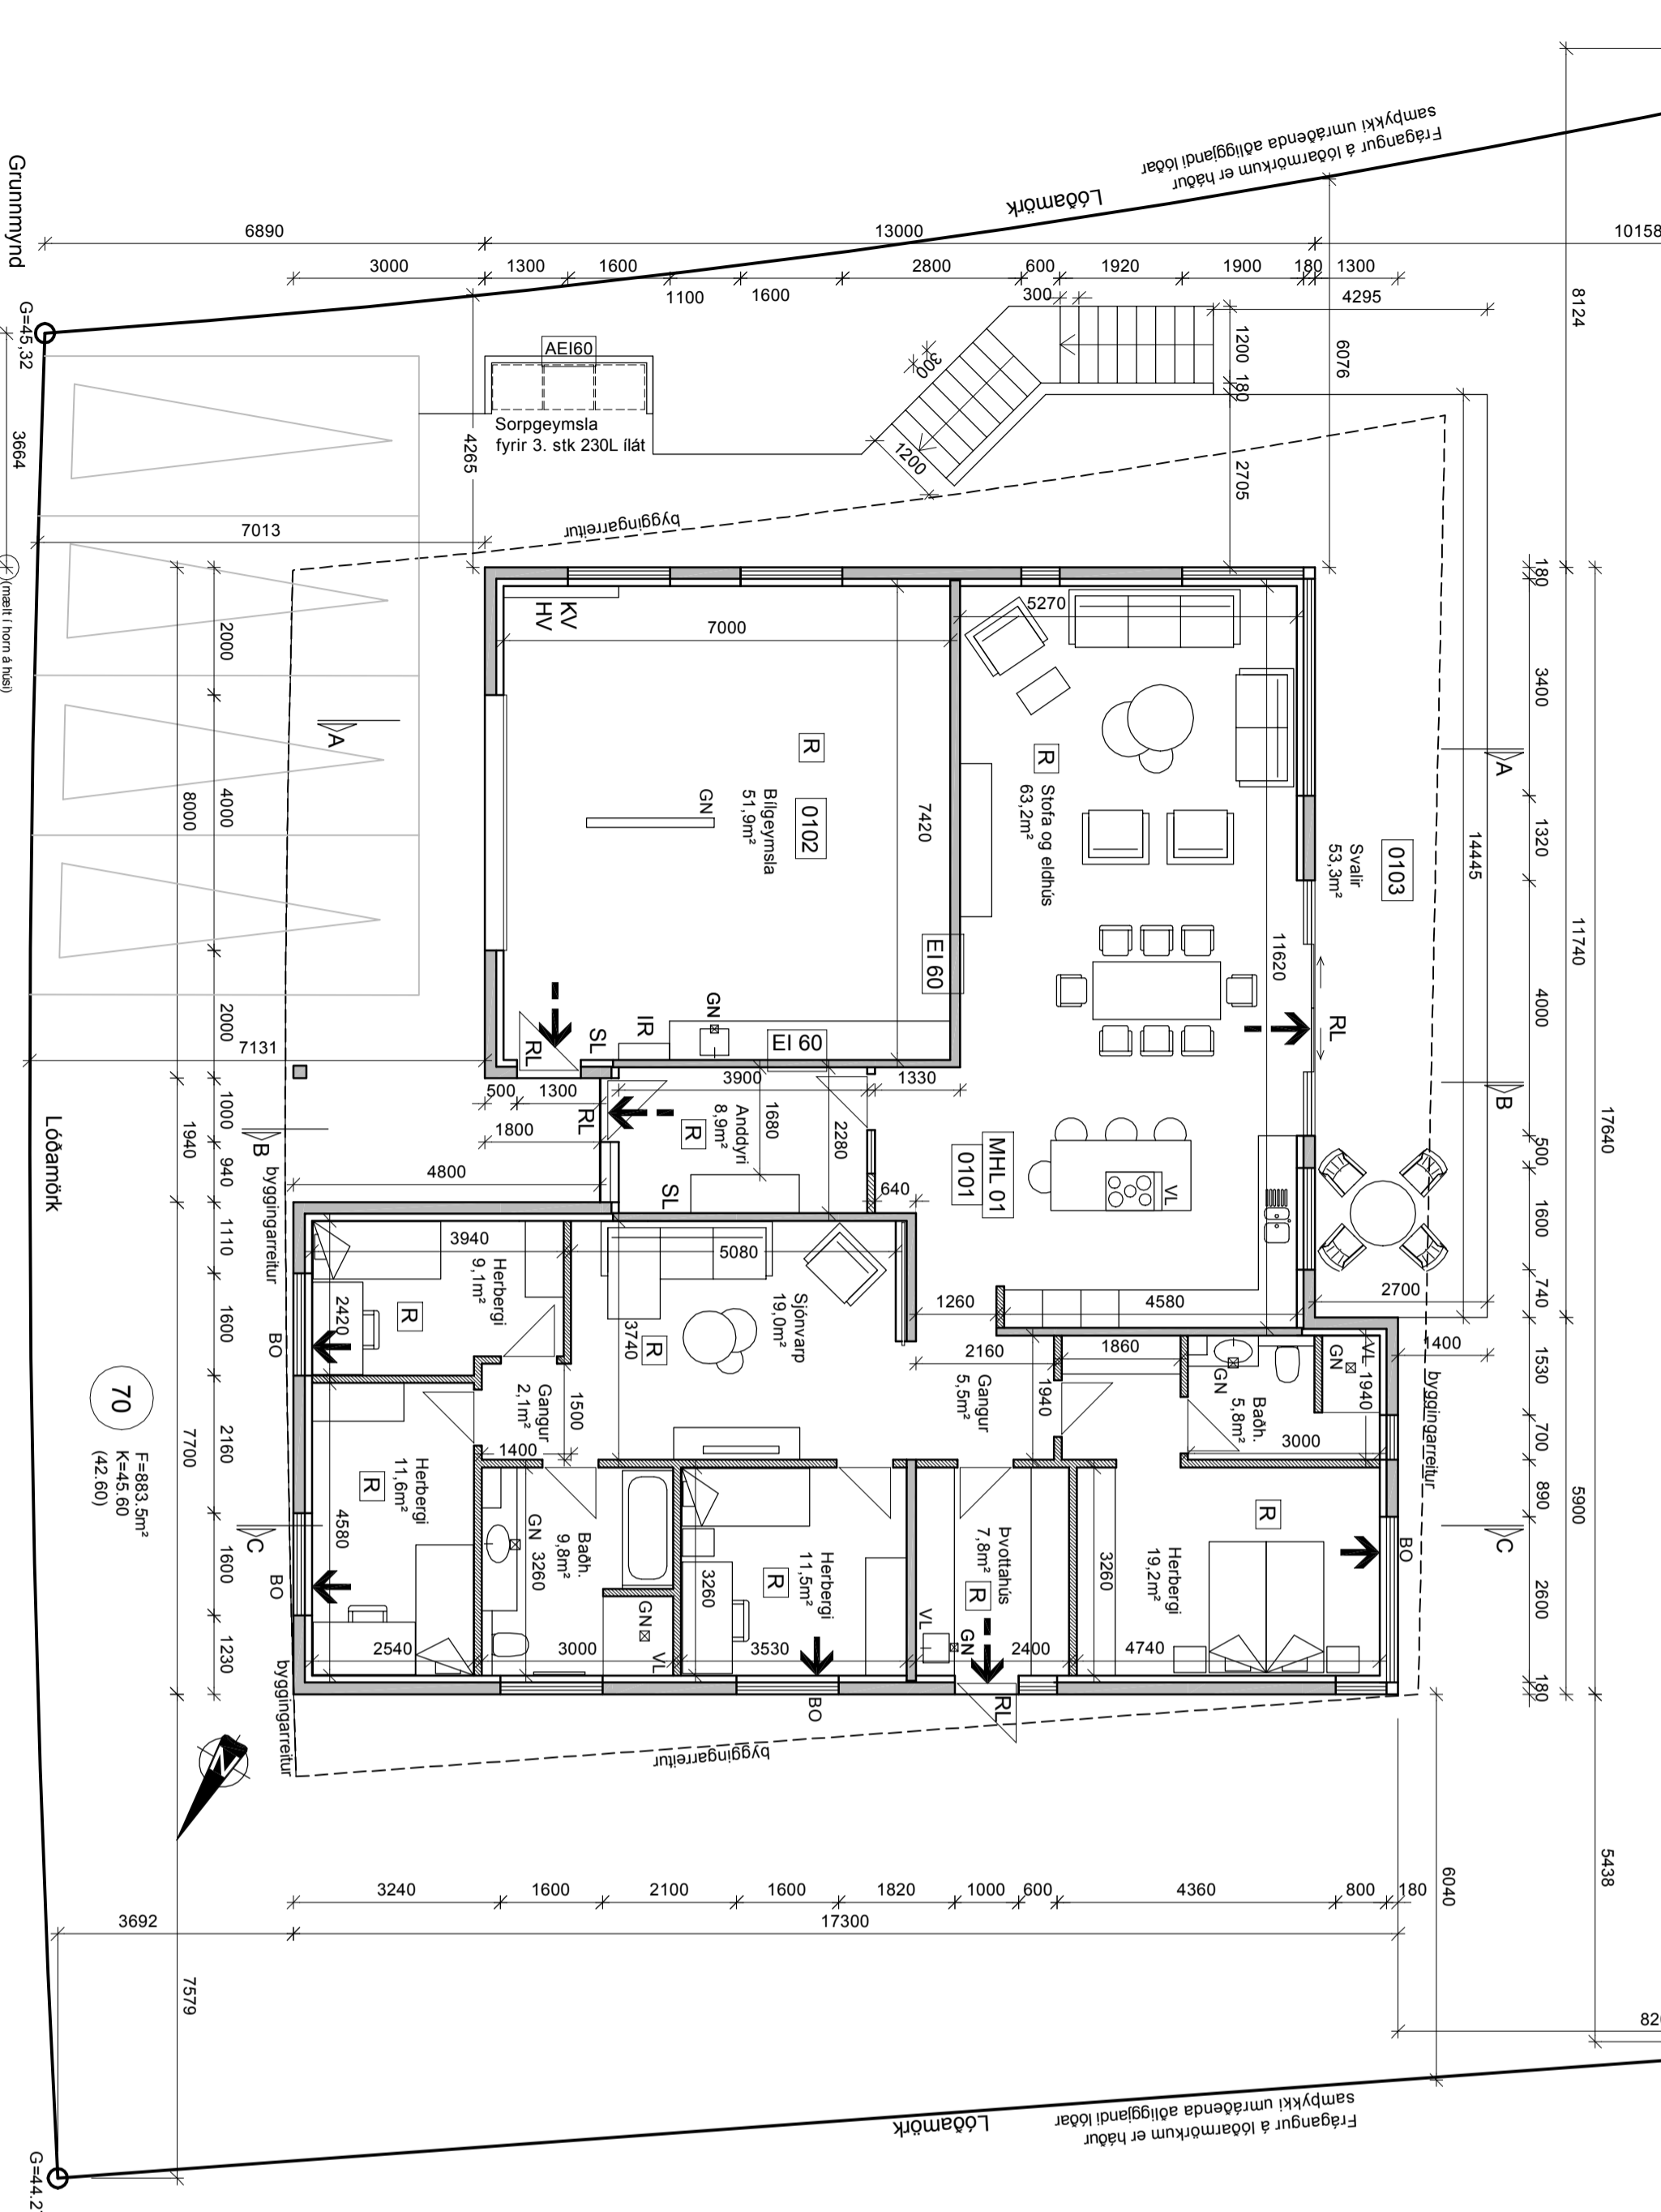 Grunnmynd
G=45,32
3664
(mælt í horn á húsi)
6890
13000
10158
3000
1300
1600
1100
1600
2800
600
1920
1900
180
1300
8124
Lóðamörk
Frágangur á lóðarmörkum er háður
samþykki umráðenda aðliggjandi lóðar
300
4295
1200
180
6076
300
1200
2705
4265
AEI60
Sorpgeymsla
fyrir 3. stk 230L ílát
7013
byggingarreitur
KV
HV
7000
5270
180
3400
1320
4000
500
1600
740
1530
700
890
2600
180
14445
11740
17640
5900
5438
2000
4000
8000
2000
7131
1000
1940
940
1110
1600
2160
7700
1600
1230
A
A
R
0102
Bílgeymsla
51,9m²
GN
7420
R
Stofa og eldhús
63,2m²
0103
Svalir
53,3m²
11620
EI 60
EI 60
GN
IR
SL
RL
RL
500
1300
1800
4800
RL
3900
1330
Anddyri
8,9m²
R
1680
2280
SL
640
MHL 01
0101
VL
B
B
byggingarreitur
Lóðamörk
3940
Herbergi
9,1m²
R
2420
BO
5080
Sjónvarp
19,0m²
R
3740
1260
4580
2700
1400
2160
1860
1940
Gangur
5,5m²
Gangur
2,1m²
1500
1400
GN
Baðh.
5,8m²
VL
GN
1940
3000
byggingarreitur
70
F=883.5m²
K=45.60
(42.60)
Herbergi
11,6m²
R
4580
BO
2540
C
C
GN
3260
Baðh.
9,8m²
3000
GN
VL
Herbergi
11,5m²
R
3260
3530
BO
Þvottahús
7,8m²
R
VL
GN
2400
RL
Herbergi
19,2m²
R
3260
4740
BO
byggingarreitur
byggingarreitur
N
3240
1600
2100
1600
1820
1000
600
4360
800
180
6040
3692
17300
7579
Lóðamörk
Frágangur á lóðarmörkum er háður
samþykki umráðenda aðliggjandi lóðar